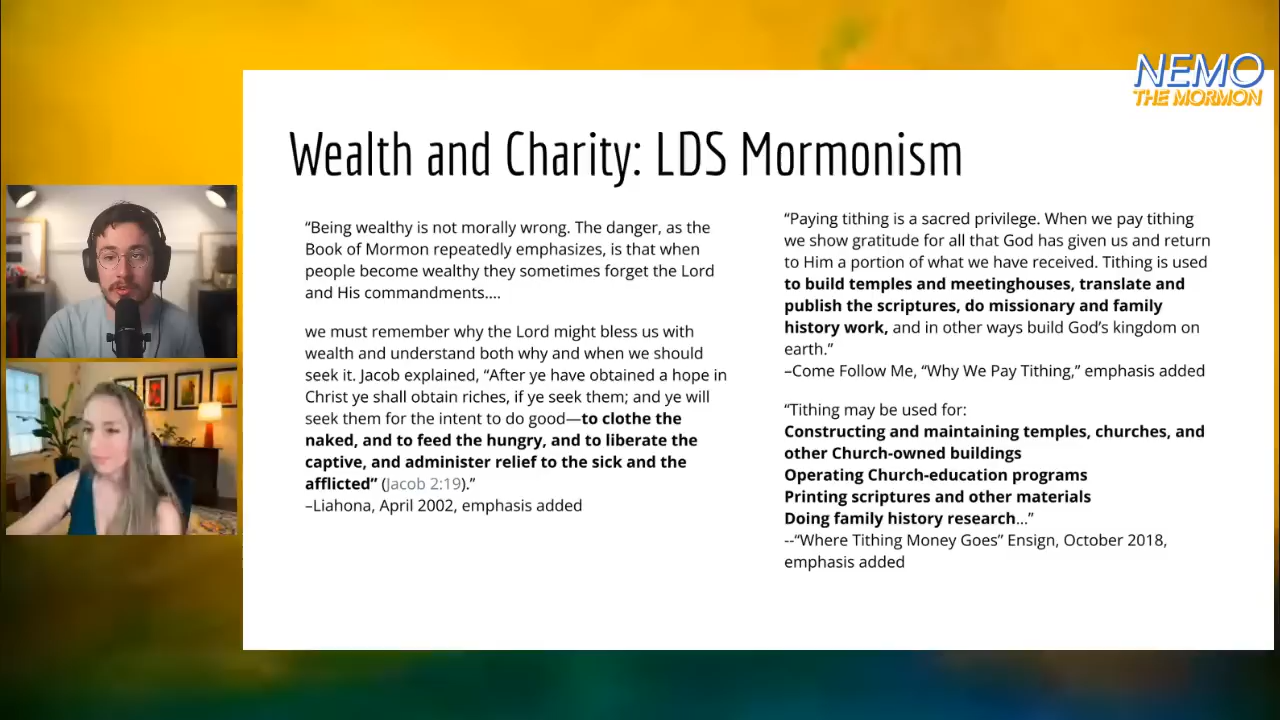 NEMO
THE MORMON
Wealth and Charity: LDS Mormonism
“Being wealthy is not morally wrong. The danger, as the
Book of Mormon repeatedly emphasizes, is that when
people become wealthy they sometimes forget the Lord
and His commandments....
we must remember why the Lord might bless us with
wealth and understand both why and when we should
seek it. Jacob explained, “After ye have obtained a hope in
Christ ye shall obtain riches, if ye seek them; and ye will
seek them for the intent to do good—to clothe the
naked, and to feed the hungry, and to liberate the
captive, and administer relief to the sick and the
afflicted” (Jacob 2:19).”
–Liahona, April 2002, emphasis added
“Paying tithing is a sacred privilege. When we pay tithing
we show gratitude for all that God has given us and return
to Him a portion of what we have received. Tithing is used
to build temples and meetinghouses, translate and
publish the scriptures, do missionary and family
history work, and in other ways build God’s kingdom on
earth.”
–Come Follow Me, “Why We Pay Tithing,” emphasis added
“Tithing may be used for:
Constructing and maintaining temples, churches, and
other Church-owned buildings
Operating Church-education programs
Printing scriptures and other materials
Doing family history research...”
--“Where Tithing Money Goes” Ensign, October 2018,
emphasis added